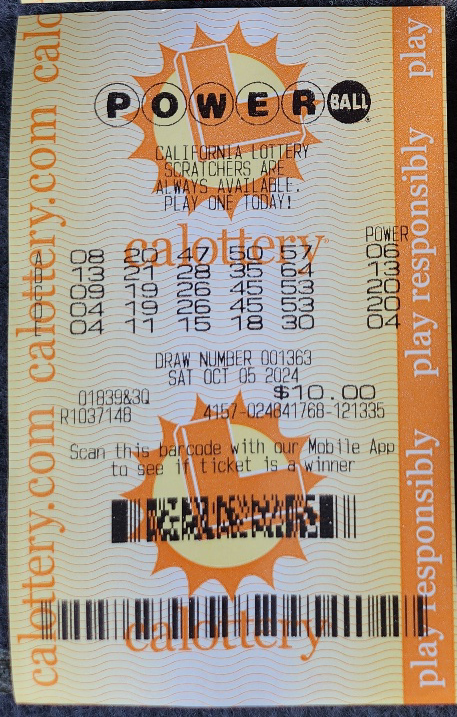 POWER BALL
CALIFORNIA LOTTERY
SCRATCHERS ARE
ALWAYS AVAILABLE.
PLAY ONE TODAY!
calottery
POWER
08 20 47 50 57 06
13 21 28 35 64 13
09 19 26 45 53 20
04 19 26 45 53 20
04 11 15 18 30 04
DRAW NUMBER 001363
SAT OCT 05 2024
$10.00
01839&3Q
R1037148 4157-024841768-121335
Scan this barcode with our Mobile App
to see if ticket is a winner
calottery
calottery.com calottery.com calo
play responsibly play responsibly play